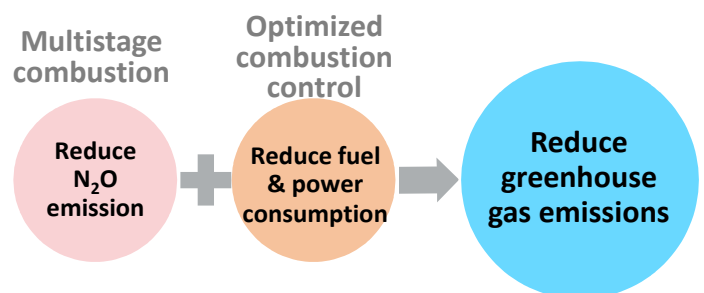 Multistage
combustion
Optimized
combustion
control
Reduce
N₂O
emission
Reduce fuel
& power
consumption
Reduce
greenhouse
gas emissions